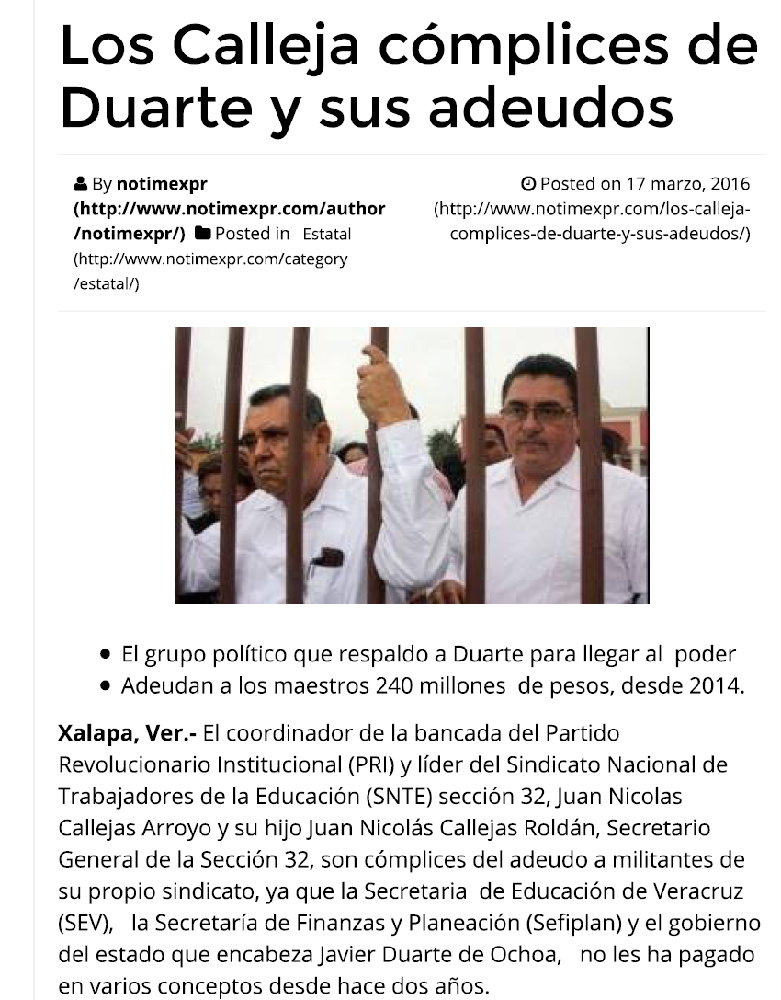 Los Calleja cómplices de
Duarte y sus adeudos
By notimexpr
(http://www.notimexpr.com/author
/notimexpr/) Posted in Estatal
(http://www.notimexpr.com/category
/estatal/)
Posted on 17 marzo, 2016
(http://www.notimexpr.com/los-calleja-
complices-de-duarte-y-sus-adeudos/)
El grupo político que respaldo a Duarte para llegar al poder
Adeudan a los maestros 240 millones de pesos, desde 2014.
Xalapa, Ver.- El coordinador de la bancada del Partido
Revolucionario Institucional (PRI) y líder del Sindicato Nacional de
Trabajadores de la Educación (SNTE) sección 32, Juan Nicolas
Callejas Arroyo y su hijo Juan Nicolás Callejas Roldán, Secretario
General de la Sección 32, son cómplices del adeudo a militantes de
su propio sindicato, ya que la Secretaria de Educación de Veracruz
(SEV), la Secretaría de Finanzas y Planeación (Sefiplan) y el gobierno
del estado que encabeza Javier Duarte de Ochoa, no les ha pagado
en varios conceptos desde hace dos años.